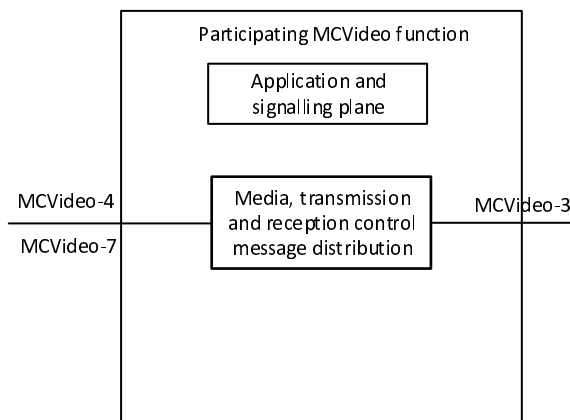 Participating MCVideo function
Application and
signalling plane
MCVideo-4
Media, transmission
and reception control
message distribution
MCVideo-3
MCVideo-7